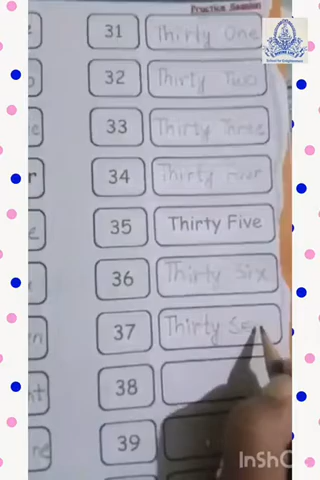 Practice Session
31 Thirty One
32 Thirty Two
33 Thirty Three
34 Thirty Four
35 Thirty Five
36 Thirty Six
37 Thirty Se
38
39
InShO